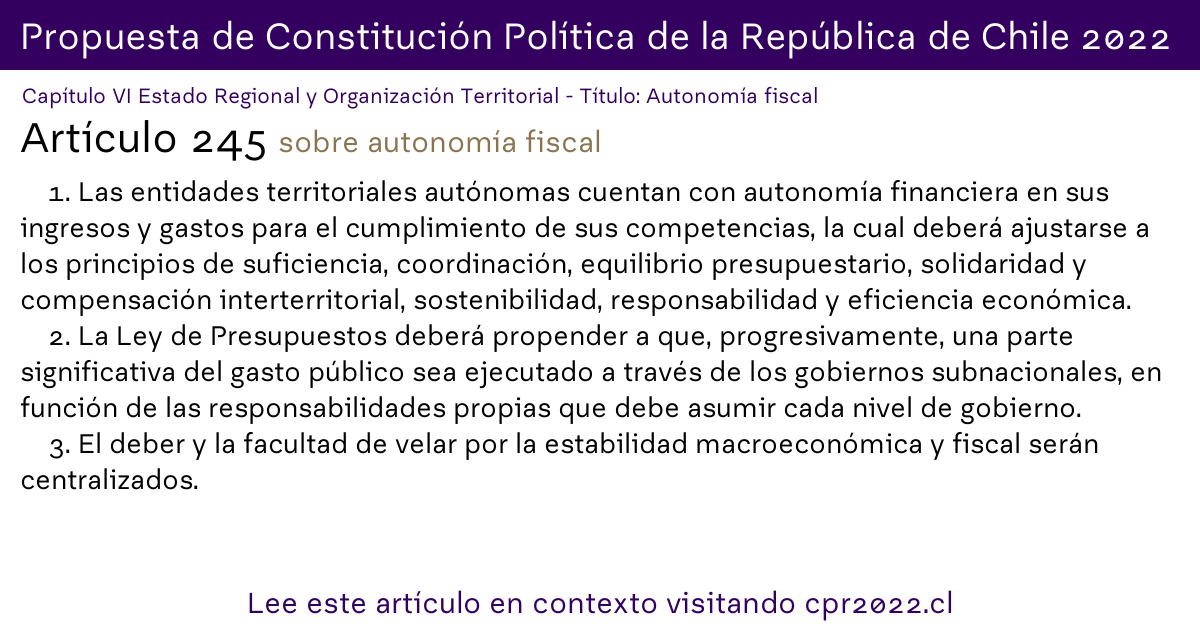 Propuesta de Constitución Política de la República de Chile 2022
Capítulo VI Estado Regional y Organización Territorial - Título: Autonomía fiscal
Artículo 245 sobre autonomía fiscal
1. Las entidades territoriales autónomas cuentan con autonomía financiera en sus
ingresos y gastos para el cumplimiento de sus competencias, la cual deberá ajustarse a
los principios de suficiencia, coordinación, equilibrio presupuestario, solidaridad y
compensación interterritorial, sostenibilidad, responsabilidad y eficiencia económica.
2. La Ley de Presupuestos deberá propender a que, progresivamente, una parte
significativa del gasto público sea ejecutado a través de los gobiernos subnacionales, en
función de las responsabilidades propias que debe asumir cada nivel de gobierno.
3. El deber y la facultad de velar por la estabilidad macroeconómica y fiscal serán
centralizados.
Lee este artículo en contexto visitando cpr2022.cl